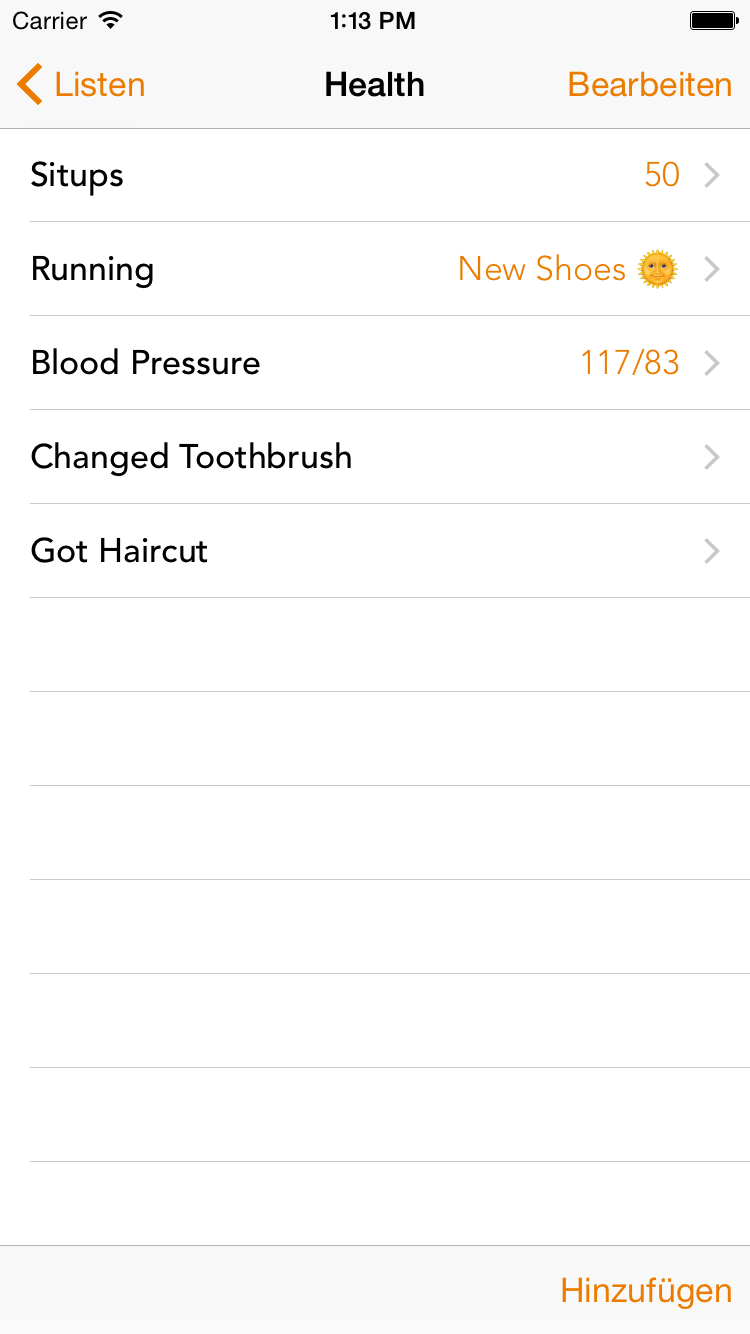 Carrier 1:13 PM
Listen Health Bearbeiten
Situps 50
Running New Shoes 🌞
Blood Pressure 117/83
Changed Toothbrush
Got Haircut
Hinzufügen